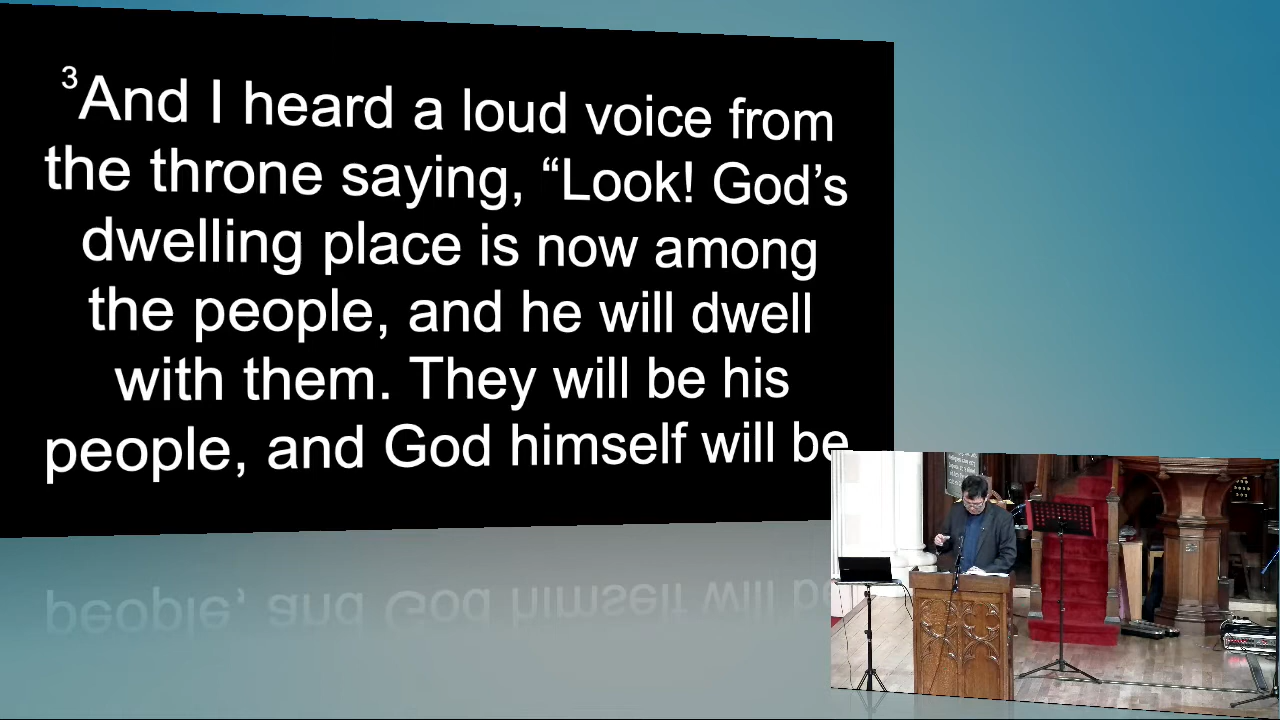 ³And I heard a loud voice from
the throne saying, “Look! God’s
dwelling place is now among
the people, and he will dwell
with them. They will be his
people, and God himself will be